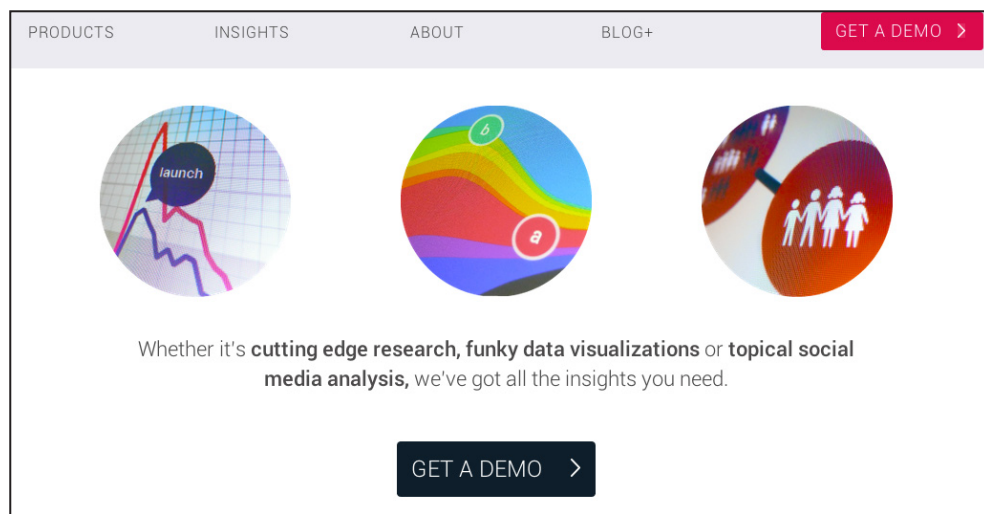 PRODUCTS INSIGHTS ABOUT BLOG+ GET A DEMO
launch
b
a
Whether it's cutting edge research, funky data visualizations or topical social
media analysis, we've got all the insights you need.
GET A DEMO